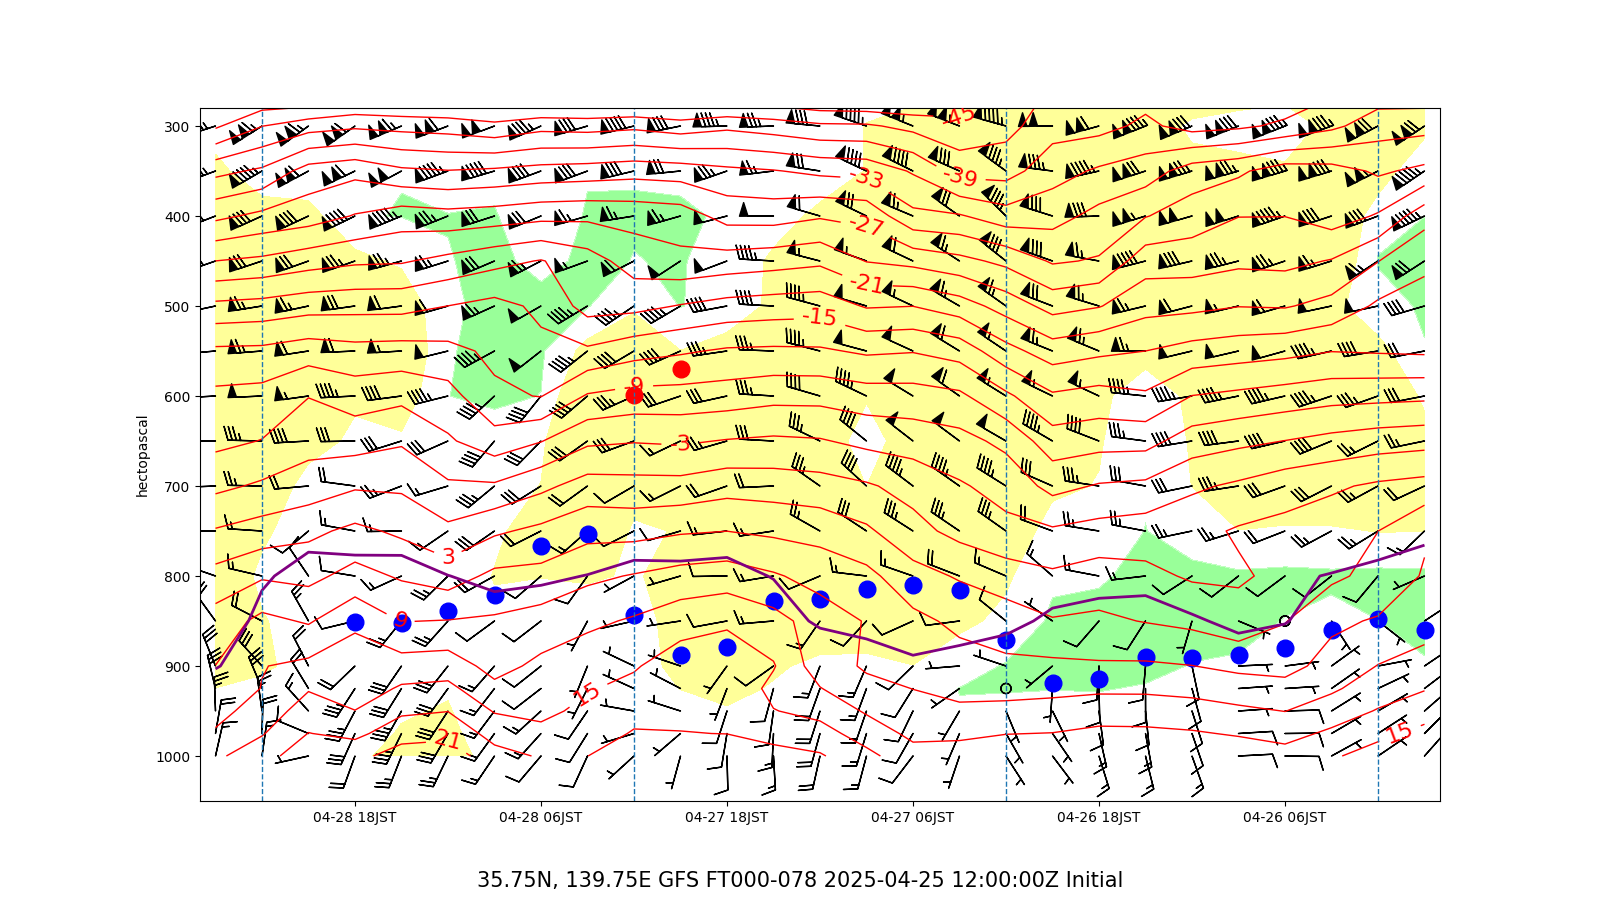 300
400
500
600
700
800
900
1000
hectopascal
-45
-39
-33
-27
-21
-15
-9
-3
3
9
15
21
15
04-28 18JST
04-28 06JST
04-27 18JST
04-27 06JST
04-26 18JST
04-26 06JST
35.75N, 139.75E GFS FT000-078 2025-04-25 12:00:00Z Initial